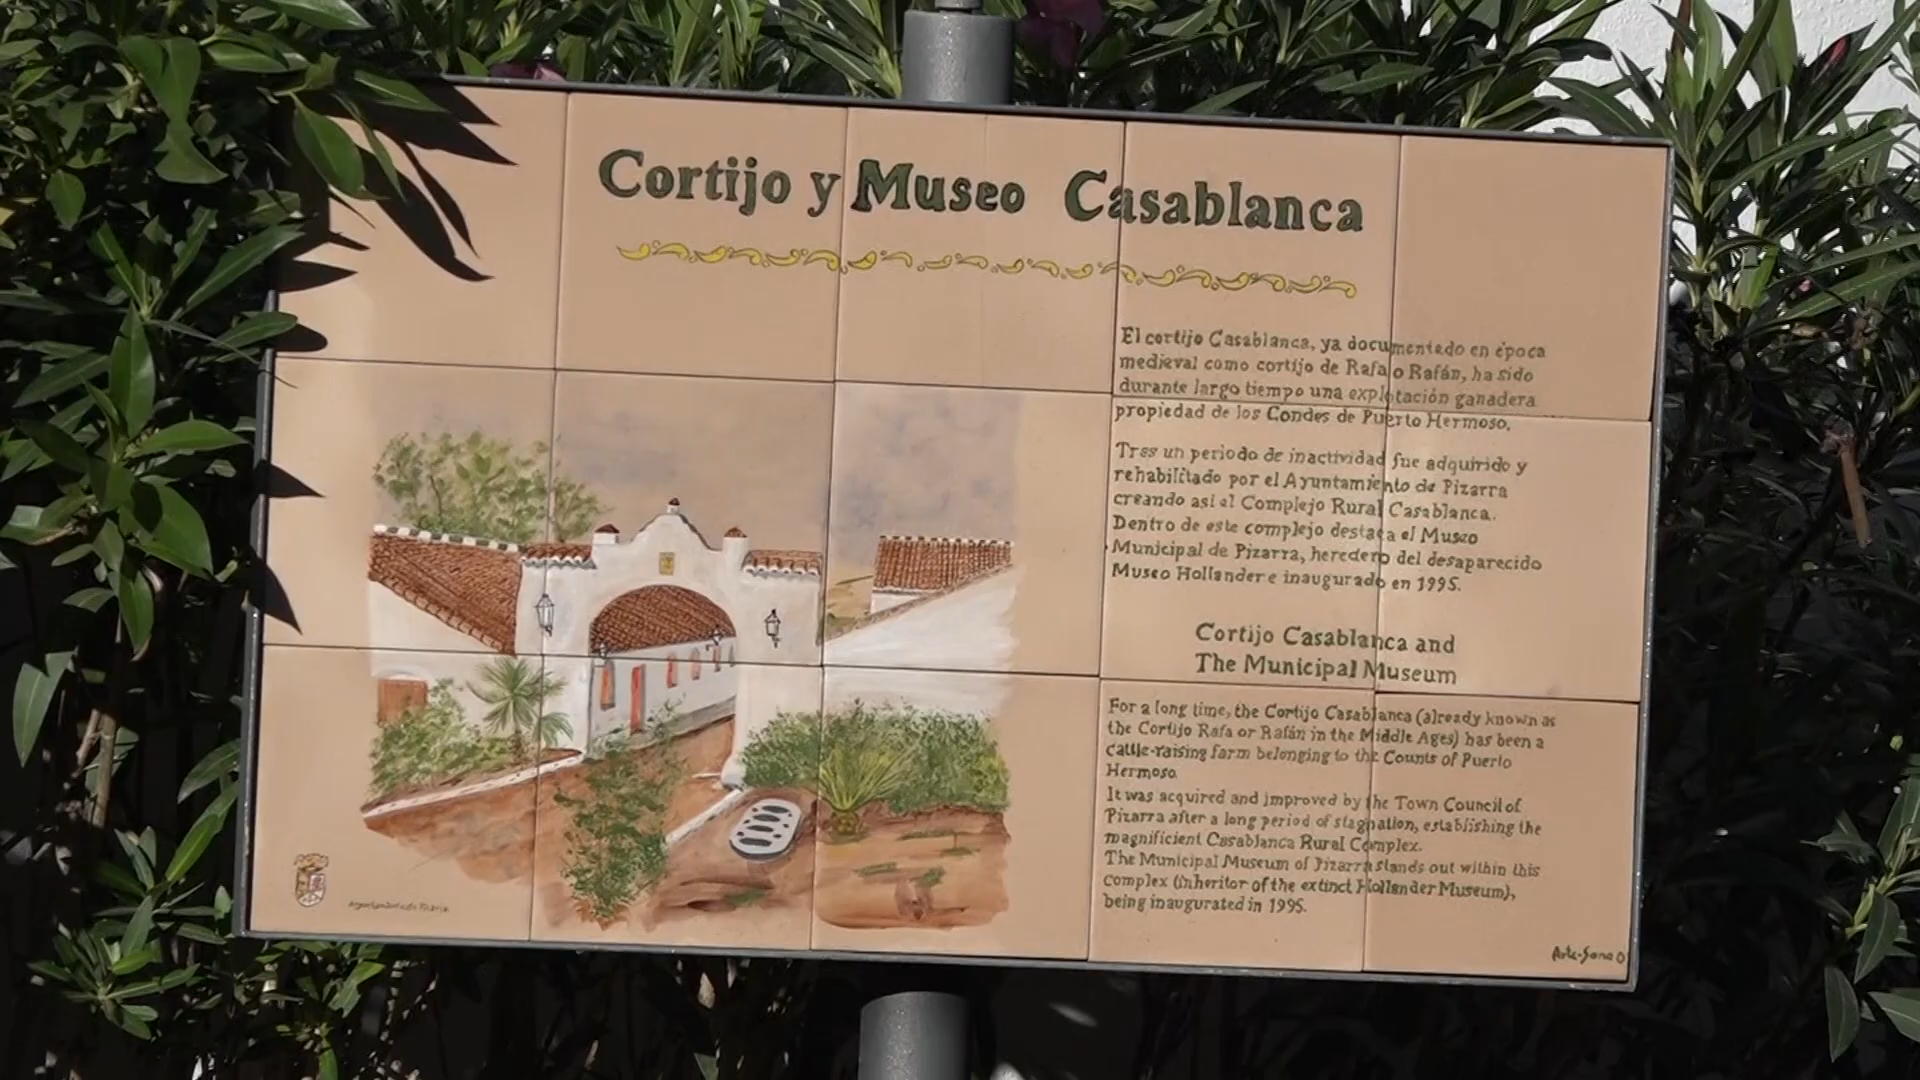 Cortijo y Museo Casablanca
El cortijo Casablanca, ya documentado en época
medieval como cortijo de Rafa o Rafán, ha sido
durante largo tiempo una explotación ganadera
propiedad de los Condes de Puerto Hermoso.
Tras un periodo de inactividad fue adquirido y
rehabilitado por el Ayuntamiento de Pizarra
creando asi el Complejo Rural Casablanca.
Dentro de este complejo destaca el Museo
Municipal de Pizarra, heredero del desaparecido
Museo Hollander e inaugurado en 1995.
Cortijo Casablanca and
The Municipal Museum
For a long time, the Cortijo Casablanca (already known as
the Cortijo Rafa or Rafán in the Middle Ages) has been a
cattle-raising farm belonging to the Counts of Puerto
Hermoso.
It was acquired and improved by the Town Council of
Pizarra after a long period of stagnation, establishing the
magnificient Casablanca Rural Complex.
The Municipal Museum of Pizarra stands out within this
complex (inheritor of the extinct Hollander Museum),
being inaugurated in 1995.
Ayuntamiento de Pizarra